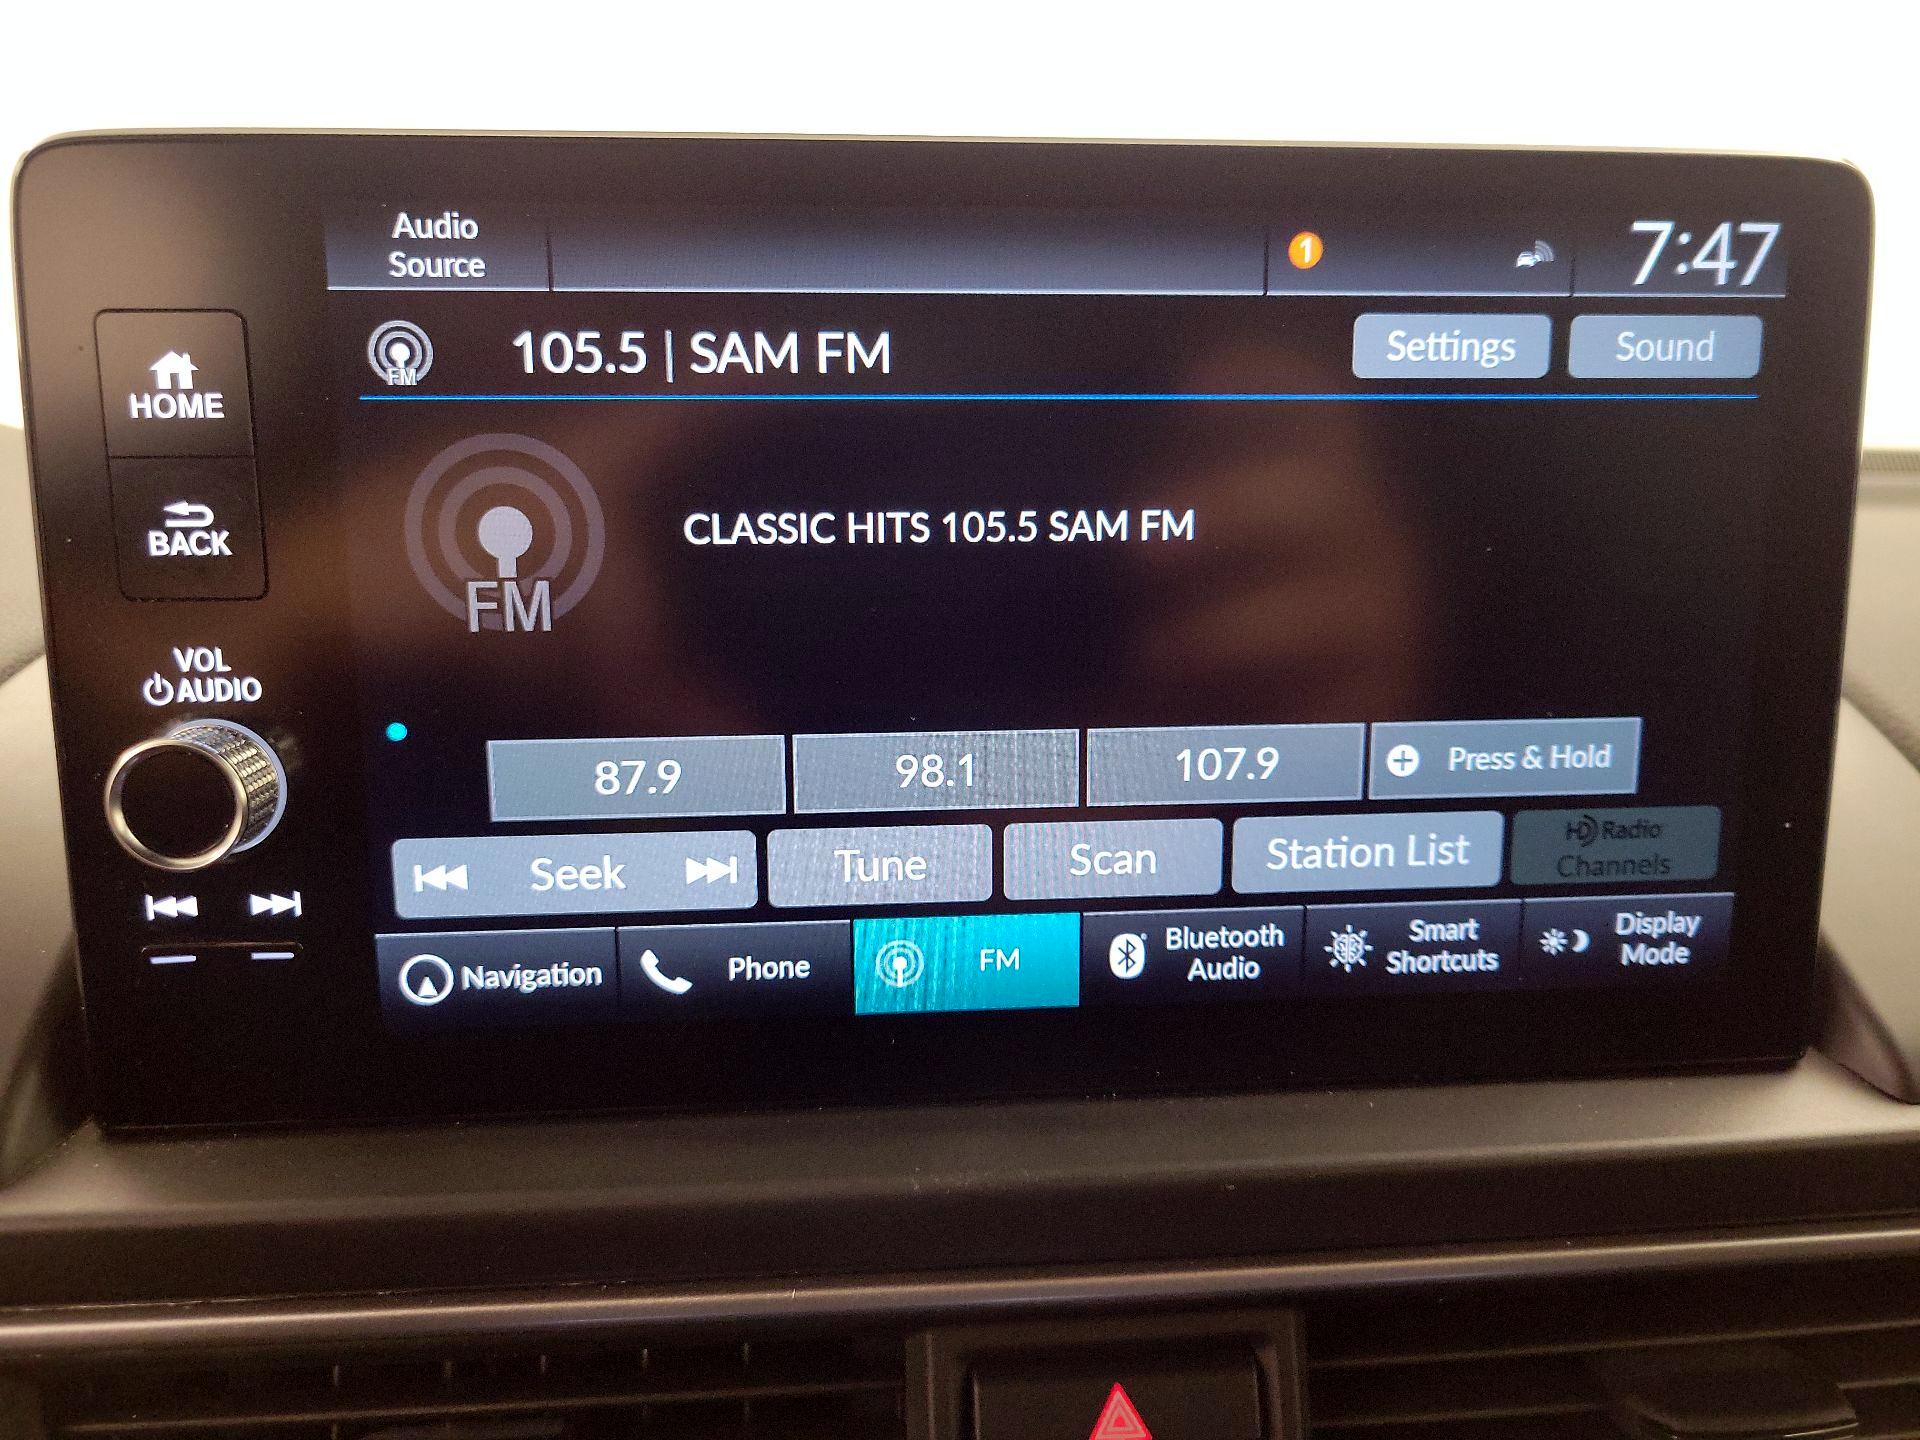 Audio
Source
1
7:47
FM
105.5 | SAM FM
Settings
Sound
HOME
BACK
FM
CLASSIC HITS 105.5 SAM FM
VOL
AUDIO
87.9
98.1
107.9
Press & Hold
Seek
Tune
Scan
Station List
HD Radio
Channels
Navigation
Phone
FM
Bluetooth
Audio
Smart
Shortcuts
Display
Mode